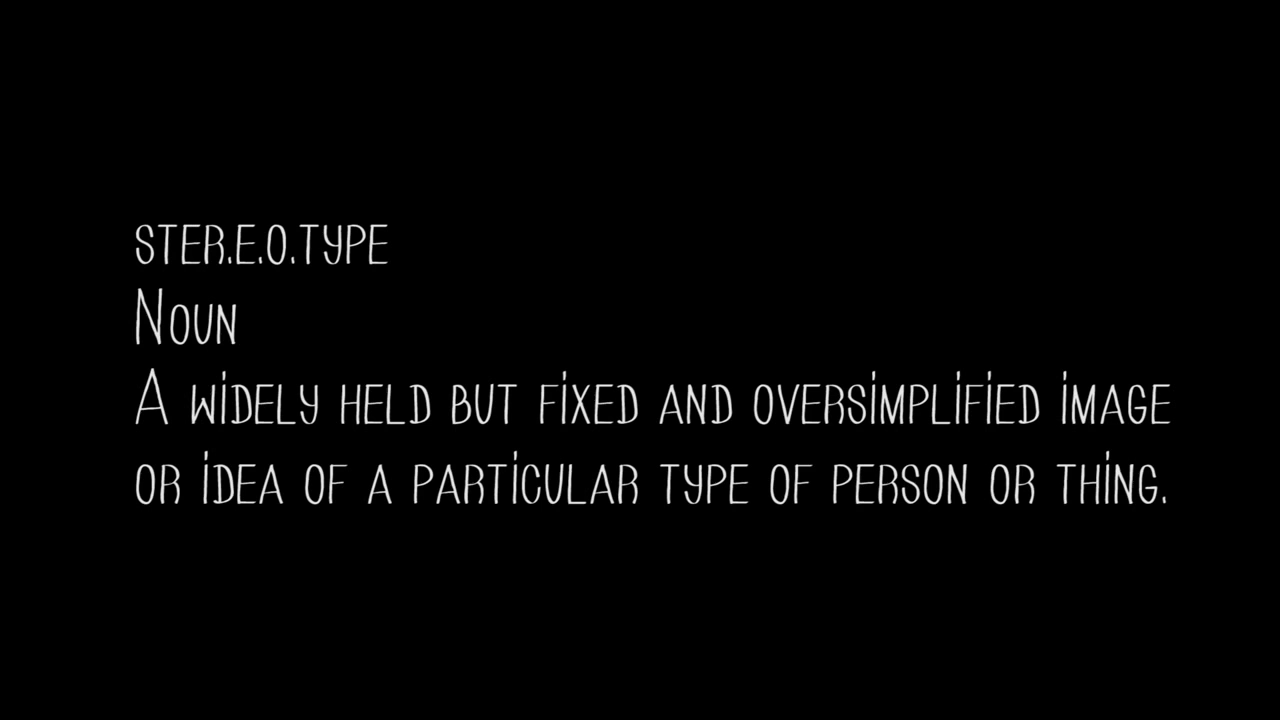 STER.E.O.TYPE
NOUN
A WiDELY HELD BUT FiXED AND OVERSiMPLiFiED iMAGE
OR iDEA OF A PARTiCULAR TYPE OF PERSON OR THiNG.